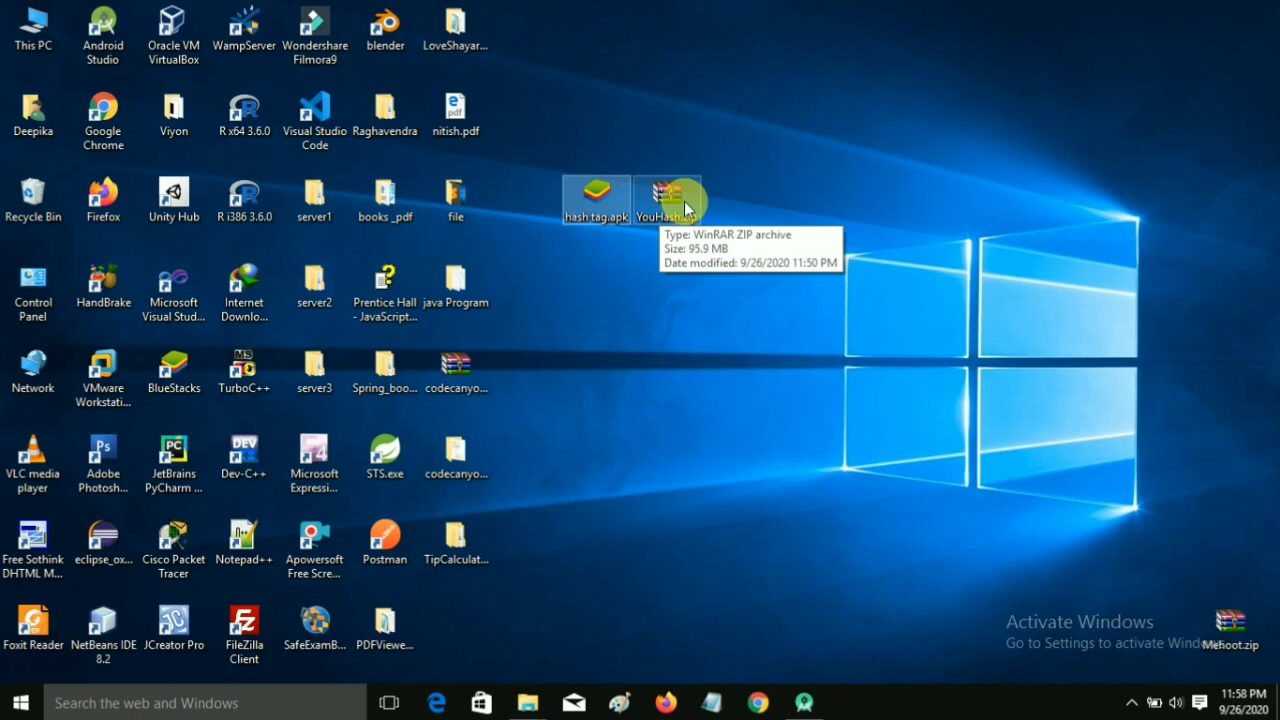 This PC
Android
Studio
Oracle VM
VirtualBox
WampServer
Wondershare
Filmora9
blender
LoveShayar...
Deepika
Google
Chrome
Viyon
R x64 3.6.0
Visual Studio
Code
Raghavendra
nitish.pdf
Recycle Bin
Firefox
Unity Hub
R i386 3.6.0
server1
books _pdf
file
hash tag.apk
Type: WinRAR ZIP archive
Size: 95.9 MB
Date modified: 9/26/2020 11:50 PM
Control
Panel
HandBrake
Microsoft
Visual Stud...
Internet
Downlo...
server2
Prentice Hall
- JavaScript...
java Program
Network
VMware
Workstati...
BlueStacks
TurboC++
server3
Spring_boo...
codecanyo...
VLC media
player
Adobe
Photosh...
JetBrains
PyCharm ...
Dev-C++
Microsoft
Expressi...
STS.exe
codecanyo...
Free Sothink
DHTML M...
eclipse_ox...
Cisco Packet
Tracer
Notepad++
Apowersoft
Free Scre...
Postman
TipCalculat...
Foxit Reader
NetBeans IDE
8.2
JCreator Pro
FileZilla
Client
SafeExamB...
PDFViewe...
Activate Windows
Go to Settings to activate
Mehoot.zip
Search the web and Windows
11:58 PM
9/26/2020